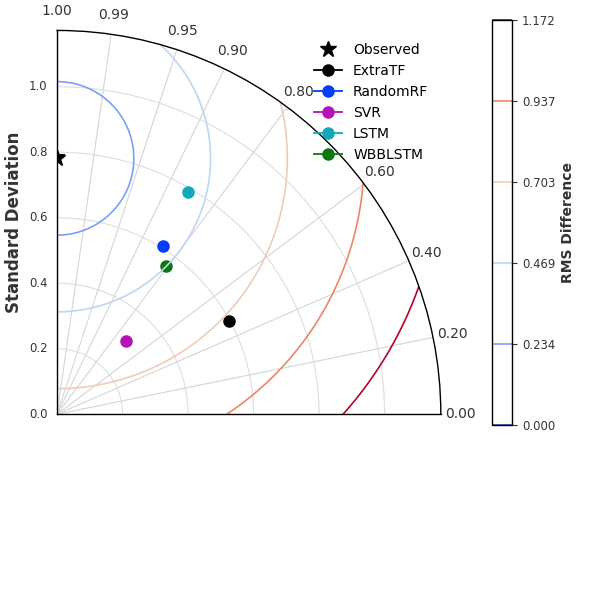 1.00
0.99
0.95
0.90
0.80
0.60
0.40
0.20
0.00
Standard Deviation
1.0
0.8
0.6
0.4
0.2
0.0
Observed
ExtraTF
RandomRF
SVR
LSTM
WBBLSTM
1.172
0.937
0.703
0.469
0.234
0.000
RMS Difference